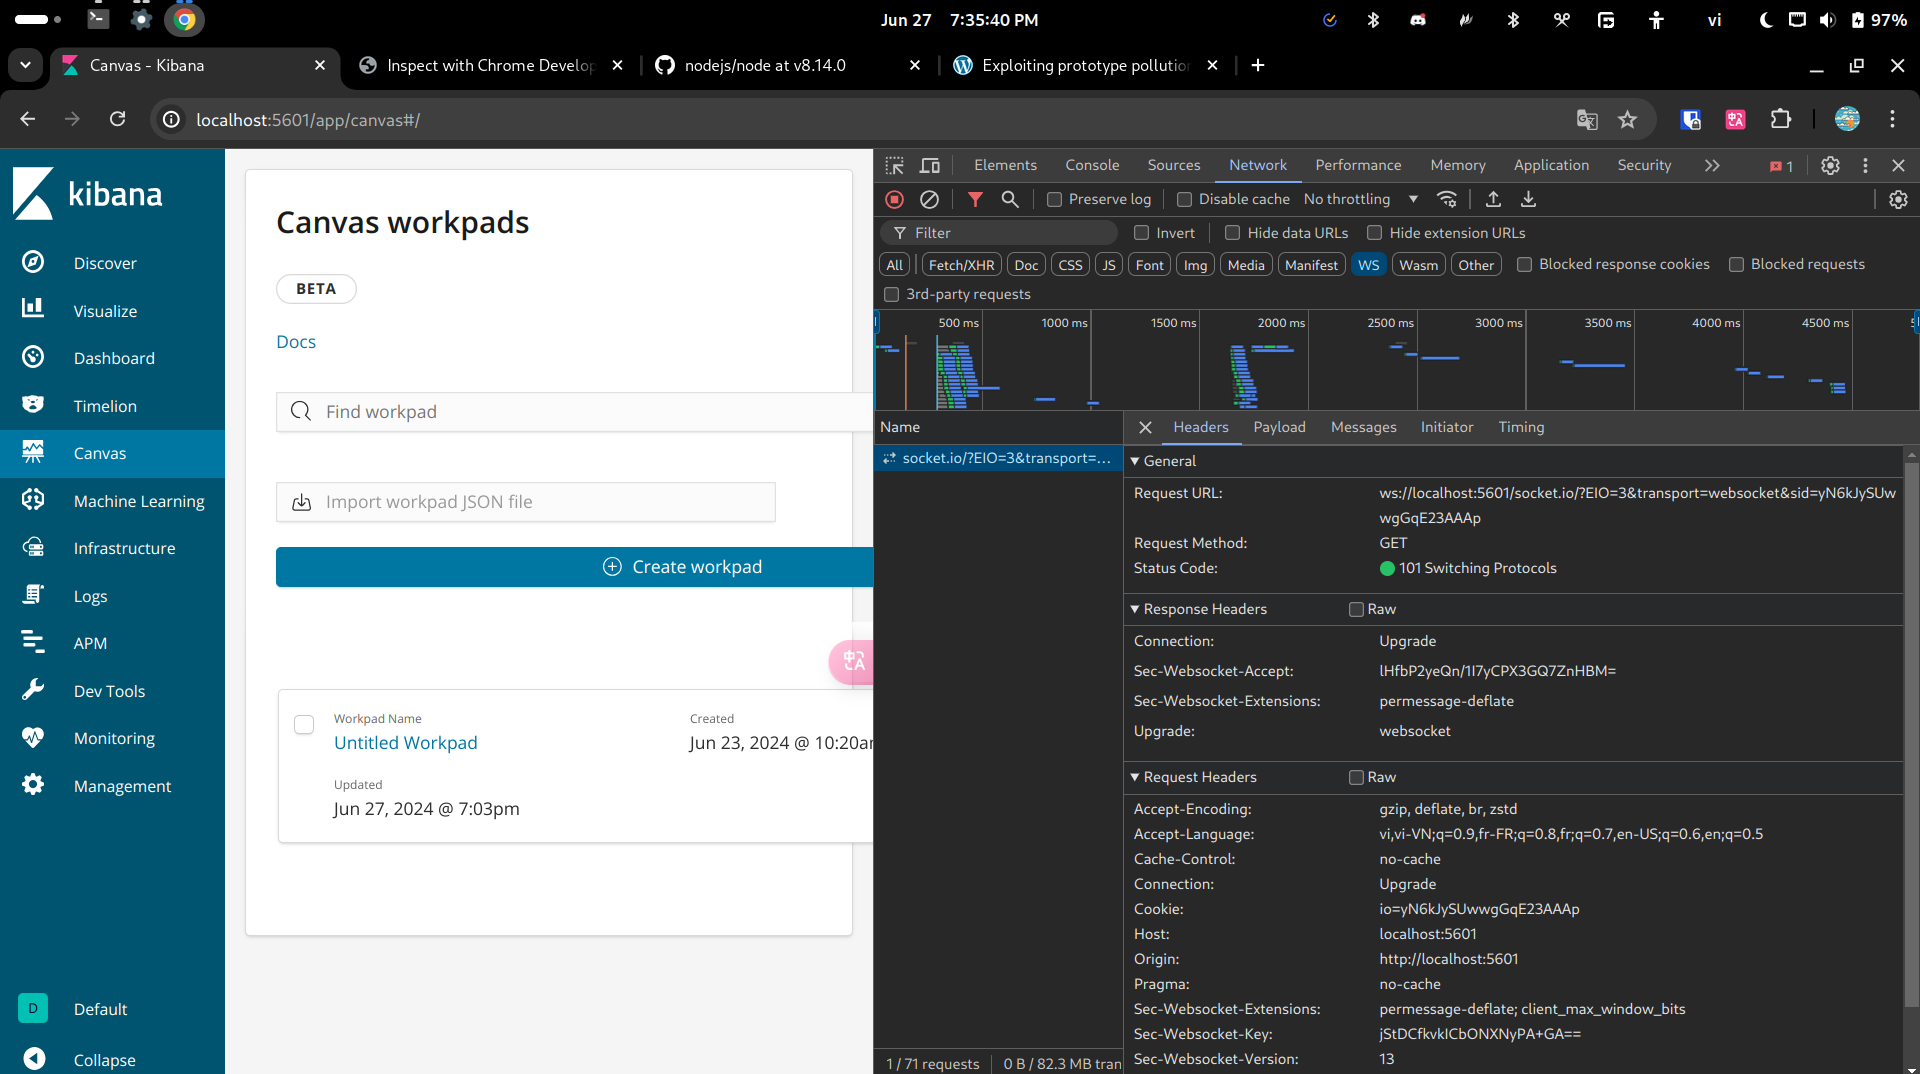 Jun 27 7:35:40 PM
vi
97%
Canvas - Kibana
Inspect with Chrome Develop
nodejs/node at v8.14.0
Exploiting prototype pollution
localhost:5601/app/canvas#/
kibana
Discover
Visualize
Dashboard
Timelion
Canvas
Machine Learning
Infrastructure
Logs
APM
Dev Tools
Monitoring
Management
D Default
Collapse
Canvas workpads
BETA
Docs
Find workpad
Import workpad JSON file
Create workpad
Workpad Name
Untitled Workpad
Created
Jun 23, 2024 @ 10:20am
Updated
Jun 27, 2024 @ 7:03pm
Elements Console Sources Network Performance Memory Application Security 1
Preserve log Disable cache No throttling
Filter Invert Hide data URLs Hide extension URLs
All Fetch/XHR Doc CSS JS Font Img Media Manifest WS Wasm Other Blocked response cookies Blocked requests
3rd-party requests
500 ms 1000 ms 1500 ms 2000 ms 2500 ms 3000 ms 3500 ms 4000 ms 4500 ms
Name
socket.io/?EIO=3&transport=...
1 / 71 requests 0 B / 82.3 MB tran
Headers Payload Messages Initiator Timing
General
Request URL: ws://localhost:5601/socket.io/?EIO=3&transport=websocket&sid=yN6kJySUw
wgGqE23AAAp
Request Method: GET
Status Code: 101 Switching Protocols
Response Headers Raw
Connection: Upgrade
Sec-Websocket-Accept: lHfbP2yeQn/1I7yCPX3GQ7ZnHBM=
Sec-Websocket-Extensions: permessage-deflate
Upgrade: websocket
Request Headers Raw
Accept-Encoding: gzip, deflate, br, zstd
Accept-Language: vi,vi-VN;q=0.9,fr-FR;q=0.8,fr;q=0.7,en-US;q=0.6,en;q=0.5
Cache-Control: no-cache
Connection: Upgrade
Cookie: io=yN6kJySUwwgGqE23AAAp
Host: localhost:5601
Origin: http://localhost:5601
Pragma: no-cache
Sec-Websocket-Extensions: permessage-deflate; client_max_window_bits
Sec-Websocket-Key: jStDCfkvkICbONXNyPA+GA==
Sec-Websocket-Version: 13